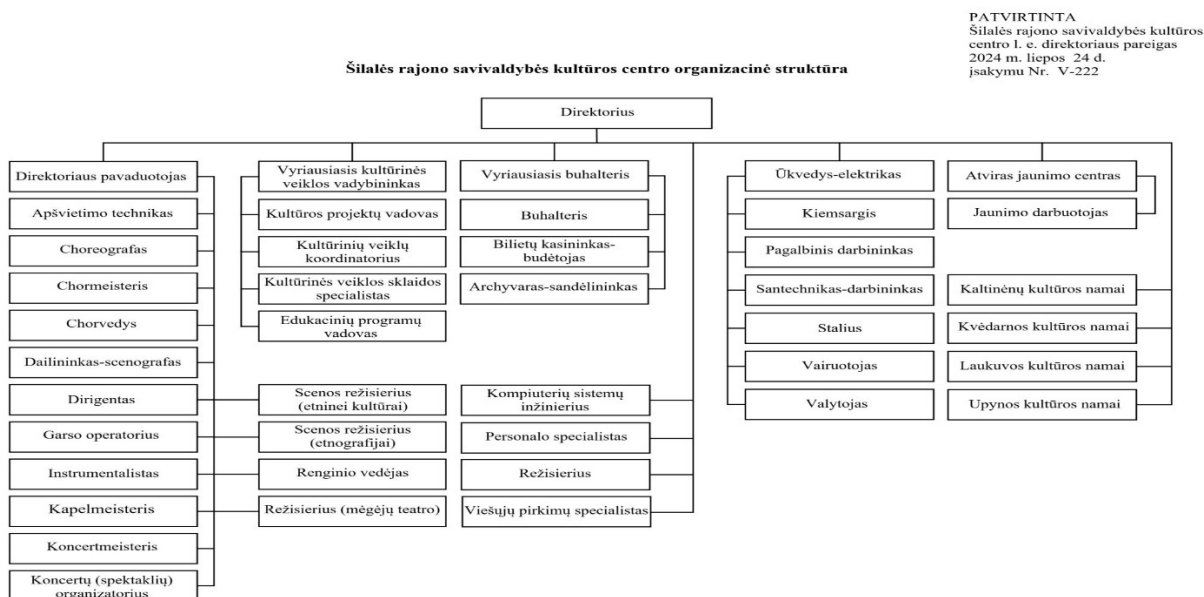 PATVIRTINTA
Šilalės rajono savivaldybės kultūros
centro l. e. direktoriaus pareigas
2024 m. liepos 24 d.
įsakymu Nr. V-222
Šilalės rajono savivaldybės kultūros centro organizacinė struktūra
Direktorius
Direktoriaus pavaduotojas
Apšvietimo technikas
Choreografas
Chormeisteris
Chorvedys
Dailininkas-scenografas
Dirigentas
Garso operatorius
Instrumentalistas
Kapelmeisteris
Koncertmeisteris
Koncertų (spektaklių)
organizatorius
Vyriausiasis kultūrinės
veiklos vadybininkas
Kultūros projektų vadovas
Kultūrinių veiklų
koordinatorius
Kultūrinės veiklos sklaidos
specialistas
Edukacinių programų
vadovas
Scenos režisierius
(etninei kultūrai)
Scenos režisierius
(etnografijai)
Renginio vedėjas
Režisierius (mėgėjų teatro)
Vyriausiasis buhalteris
Buhalteris
Bilietų kasininkas-
budėtojas
Archyvaras-sandėlininkas
Kompiuterių sistemų
inžinierius
Personalo specialistas
Režisierius
Viešųjų pirkimų specialistas
Ūkvedys-elektrikas
Kiemsargis
Pagalbinis darbininkas
Santechnikas-darbininkas
Stalius
Vairuotojas
Valytojas
Atviras jaunimo centras
Jaunimo darbuotojas
Kaltinėnų kultūros namai
Kvėdarnos kultūros namai
Laukuvos kultūros namai
Upynos kultūros namai